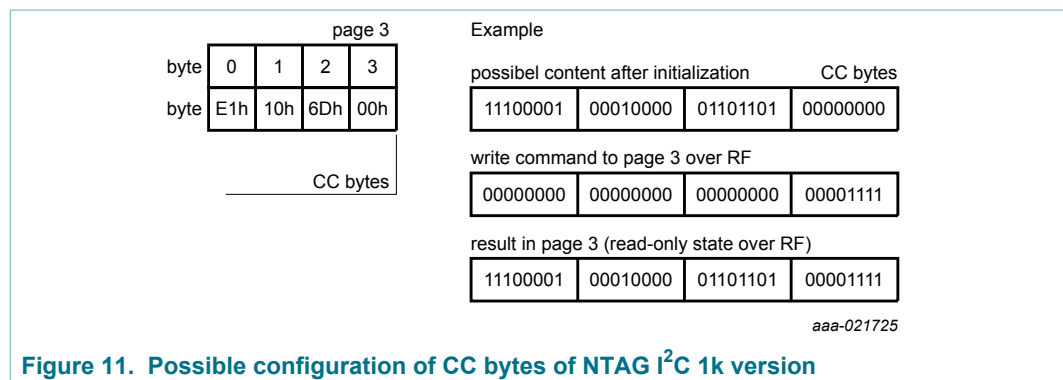 page 3
byte 0 1 2 3
byte E1h 10h 6Dh 00h
CC bytes
Example
possibel content after initialization CC bytes
11100001 00010000 01101101 00000000
write command to page 3 over RF
00000000 00000000 00000000 00001111
result in page 3 (read-only state over RF)
11100001 00010000 01101101 00001111
aaa-021725
Figure 11. Possible configuration of CC bytes of NTAG I²C 1k version